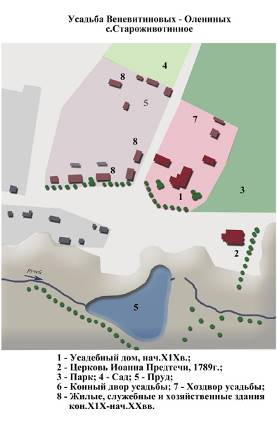 Усадьба Веневитиновых - Олениных
с.Староживотинное
4
8
5
7
8
8
1
3
2
ручей
5
1 - Усадебный дом, нач.XIXв.;
2 - Церковь Иоанна Предтечи, 1789г.;
3 - Парк; 4 - Сад; 5 - Пруд;
6 - Конный двор усадьбы; 7 - Хоздвор усадьбы;
8 - Жилые, служебные и хозяйственные здания
кон.XIX-нач.XXвв.